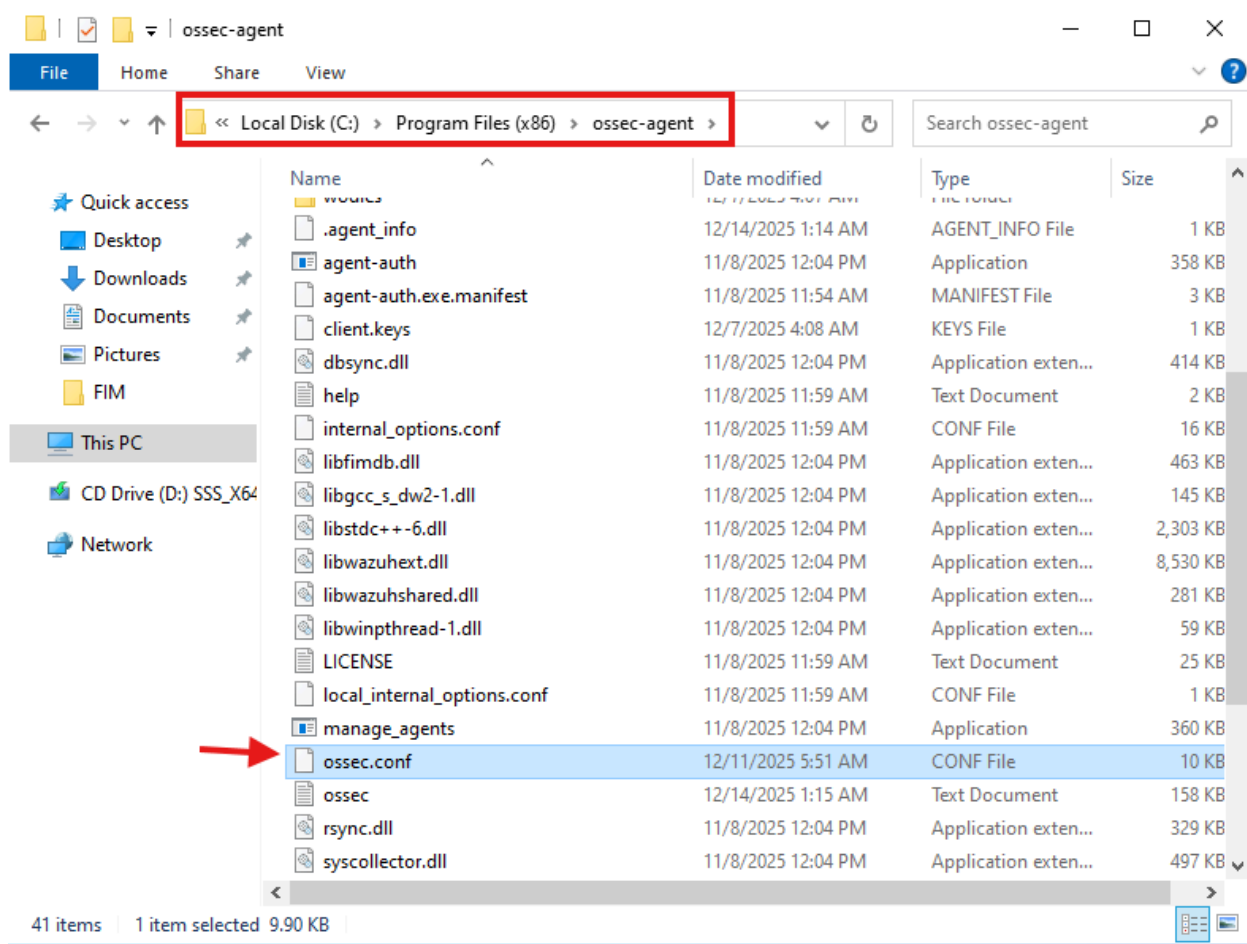 ossec-agent
File Home Share View
« Local Disk (C:) › Program Files (x86) › ossec-agent ›
Search ossec-agent
Quick access
Desktop
Downloads
Documents
Pictures
FIM
This PC
CD Drive (D:) SSS_X64
Network
Name Date modified Type Size
.agent_info 12/14/2025 1:14 AM AGENT_INFO File 1 KB
agent-auth 11/8/2025 12:04 PM Application 358 KB
agent-auth.exe.manifest 11/8/2025 11:54 AM MANIFEST File 3 KB
client.keys 12/7/2025 4:08 AM KEYS File 1 KB
dbsync.dll 11/8/2025 12:04 PM Application exten... 414 KB
help 11/8/2025 11:59 AM Text Document 2 KB
internal_options.conf 11/8/2025 11:59 AM CONF File 16 KB
libfimdb.dll 11/8/2025 12:04 PM Application exten... 463 KB
libgcc_s_dw2-1.dll 11/8/2025 12:04 PM Application exten... 145 KB
libstdc++-6.dll 11/8/2025 12:04 PM Application exten... 2,303 KB
libwazuhext.dll 11/8/2025 12:04 PM Application exten... 8,530 KB
libwazuhshared.dll 11/8/2025 12:04 PM Application exten... 281 KB
libwinpthread-1.dll 11/8/2025 12:04 PM Application exten... 59 KB
LICENSE 11/8/2025 11:59 AM Text Document 25 KB
local_internal_options.conf 11/8/2025 11:59 AM CONF File 1 KB
manage_agents 11/8/2025 12:04 PM Application 360 KB
ossec.conf 12/11/2025 5:51 AM CONF File 10 KB
ossec 12/14/2025 1:15 AM Text Document 158 KB
rsync.dll 11/8/2025 12:04 PM Application exten... 329 KB
syscollector.dll 11/8/2025 12:04 PM Application exten... 497 KB
41 items 1 item selected 9.90 KB